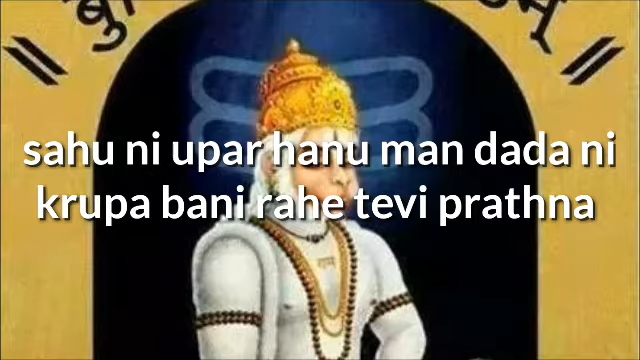 sahu ni upar hanu man dada ni
krupa bani rahe tevi prathna